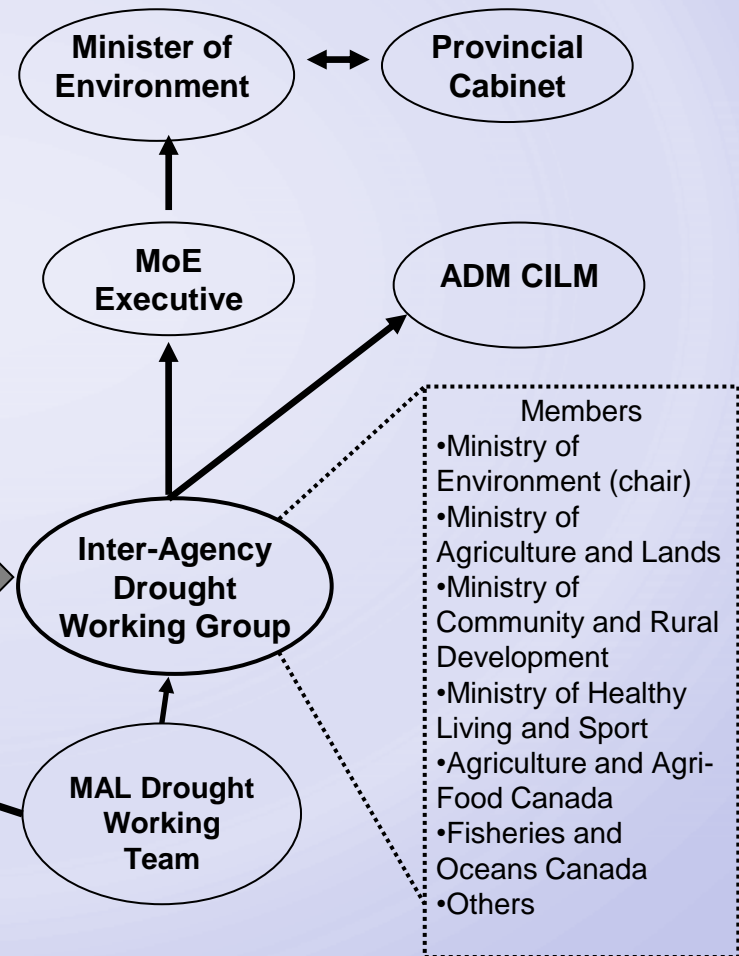 Minister of
Environment
Provincial
Cabinet
MoE
Executive
ADM CILM
Inter-Agency
Drought
Working Group
MAL Drought
Working
Team
Members
•Ministry of
Environment (chair)
•Ministry of
Agriculture and Lands
•Ministry of
Community and Rural
Development
•Ministry of Healthy
Living and Sport
•Agriculture and Agri-
Food Canada
•Fisheries and
Oceans Canada
•Others